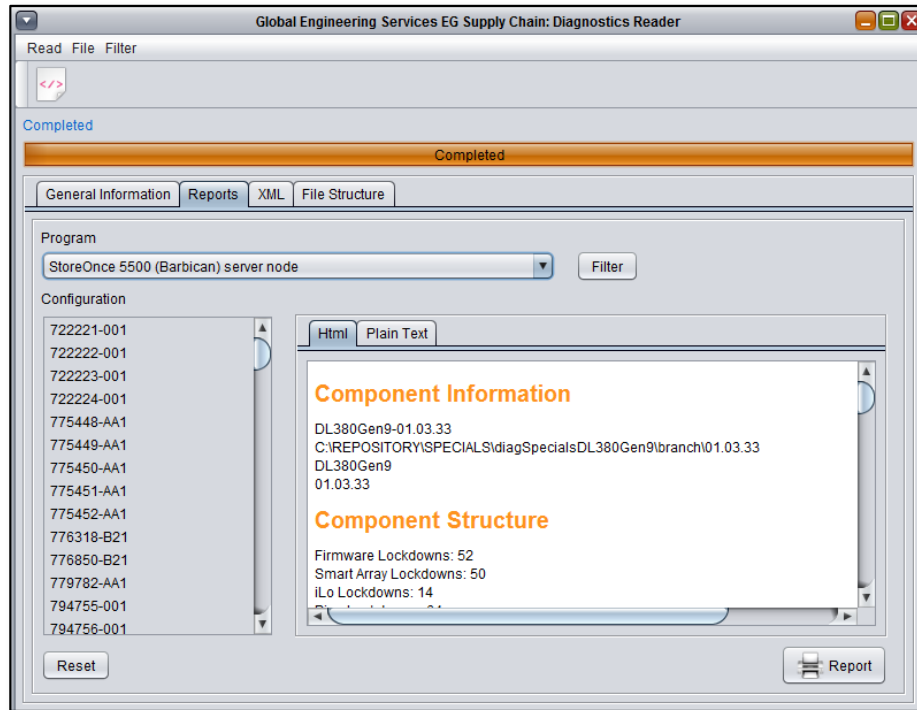 Global Engineering Services EG Supply Chain: Diagnostics Reader
Read File Filter
</>
Completed
Completed
General Information Reports XML File Structure
Program
StoreOnce 5500 (Barbican) server node
Filter
Configuration
722221-001
722222-001
722223-001
722224-001
775448-AA1
775449-AA1
775450-AA1
775451-AA1
775452-AA1
776318-B21
776850-B21
779782-AA1
794755-001
794756-001
Html Plain Text
Component Information
DL380Gen9-01.03.33
C:\REPOSITORY\SPECIALS\diagSpecialsDL380Gen9\branch\01.03.33
DL380Gen9
01.03.33
Component Structure
Firmware Lockdowns: 52
Smart Array Lockdowns: 50
iLo Lockdowns: 14
Reset
Report